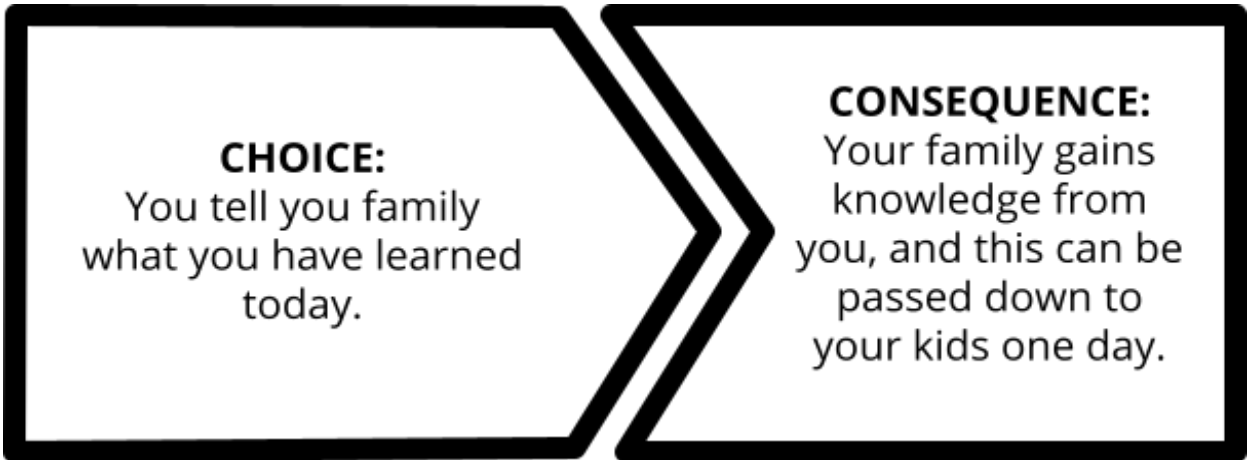 CHOICE:
You tell you family
what you have learned
today.
CONSEQUENCE:
Your family gains
knowledge from
you, and this can be
passed down to
your kids one day.